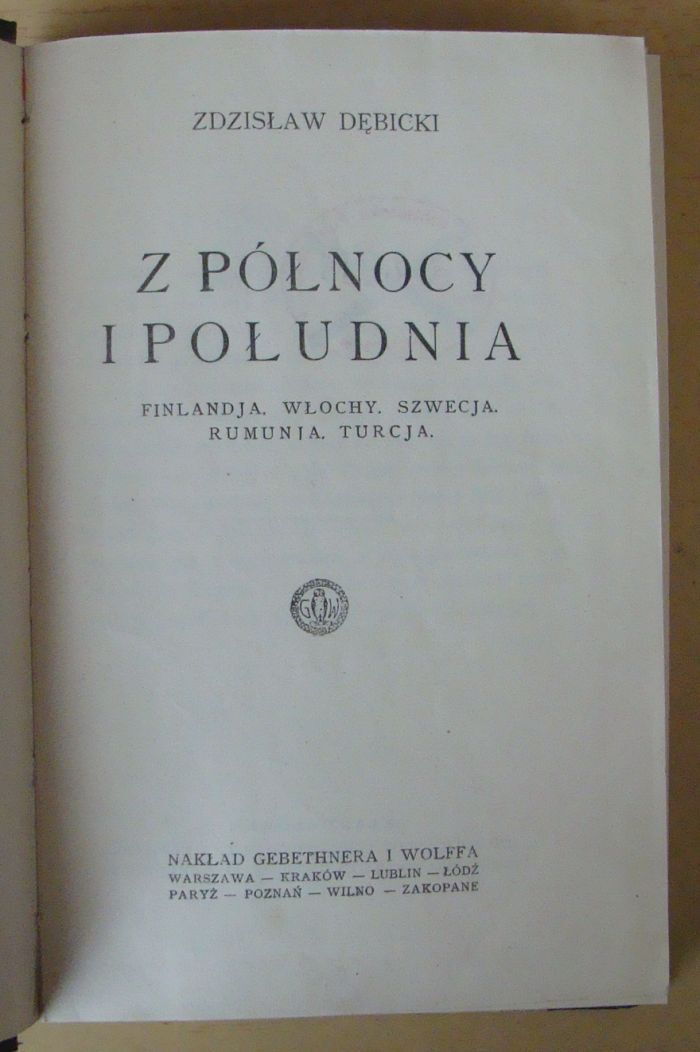 ZDZISŁAW DĘBICKI
Z PÓŁNOCY
I POŁUDNIA
FINLANDJA. WŁOCHY. SZWECJA.
RUMUNJA. TURCJA.
G W
NAKŁAD GEBETHNERA I WOLFFA
WARSZAWA — KRAKÓW — LUBLIN — ŁÓDŹ
PARYŻ — POZNAŃ — WILNO — ZAKOPANE